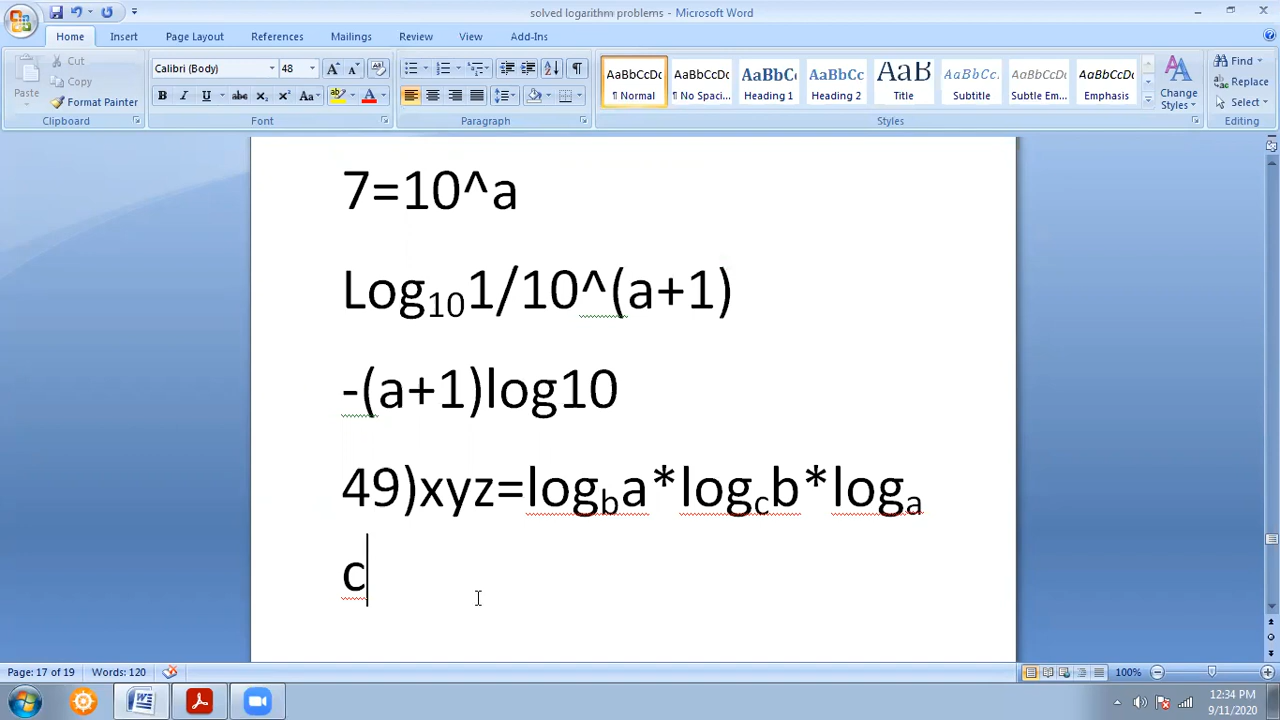 solved logarithm problems - Microsoft Word
Home Insert Page Layout References Mailings Review View Add-Ins
Paste
Cut
Copy
Format Painter
Clipboard
Calibri (Body) 48
Font
Paragraph
AaBbCcDc AaBbCcDc AaBbCc AaBbCc AaB AaBbCc. AaBbCcDc AaBbCcDc
¶ Normal ¶ No Spaci... Heading 1 Heading 2 Title Subtitle Subtle Em... Emphasis
Change Styles
Styles
Find
Replace
Select
Editing
7=10^a
Log₁₀1/10^(a+1)
-(a+1)log10
49)xyz=log_b a*log_c b*log_a
c
Page: 17 of 19 Words: 120 100%
12:34 PM
9/11/2020